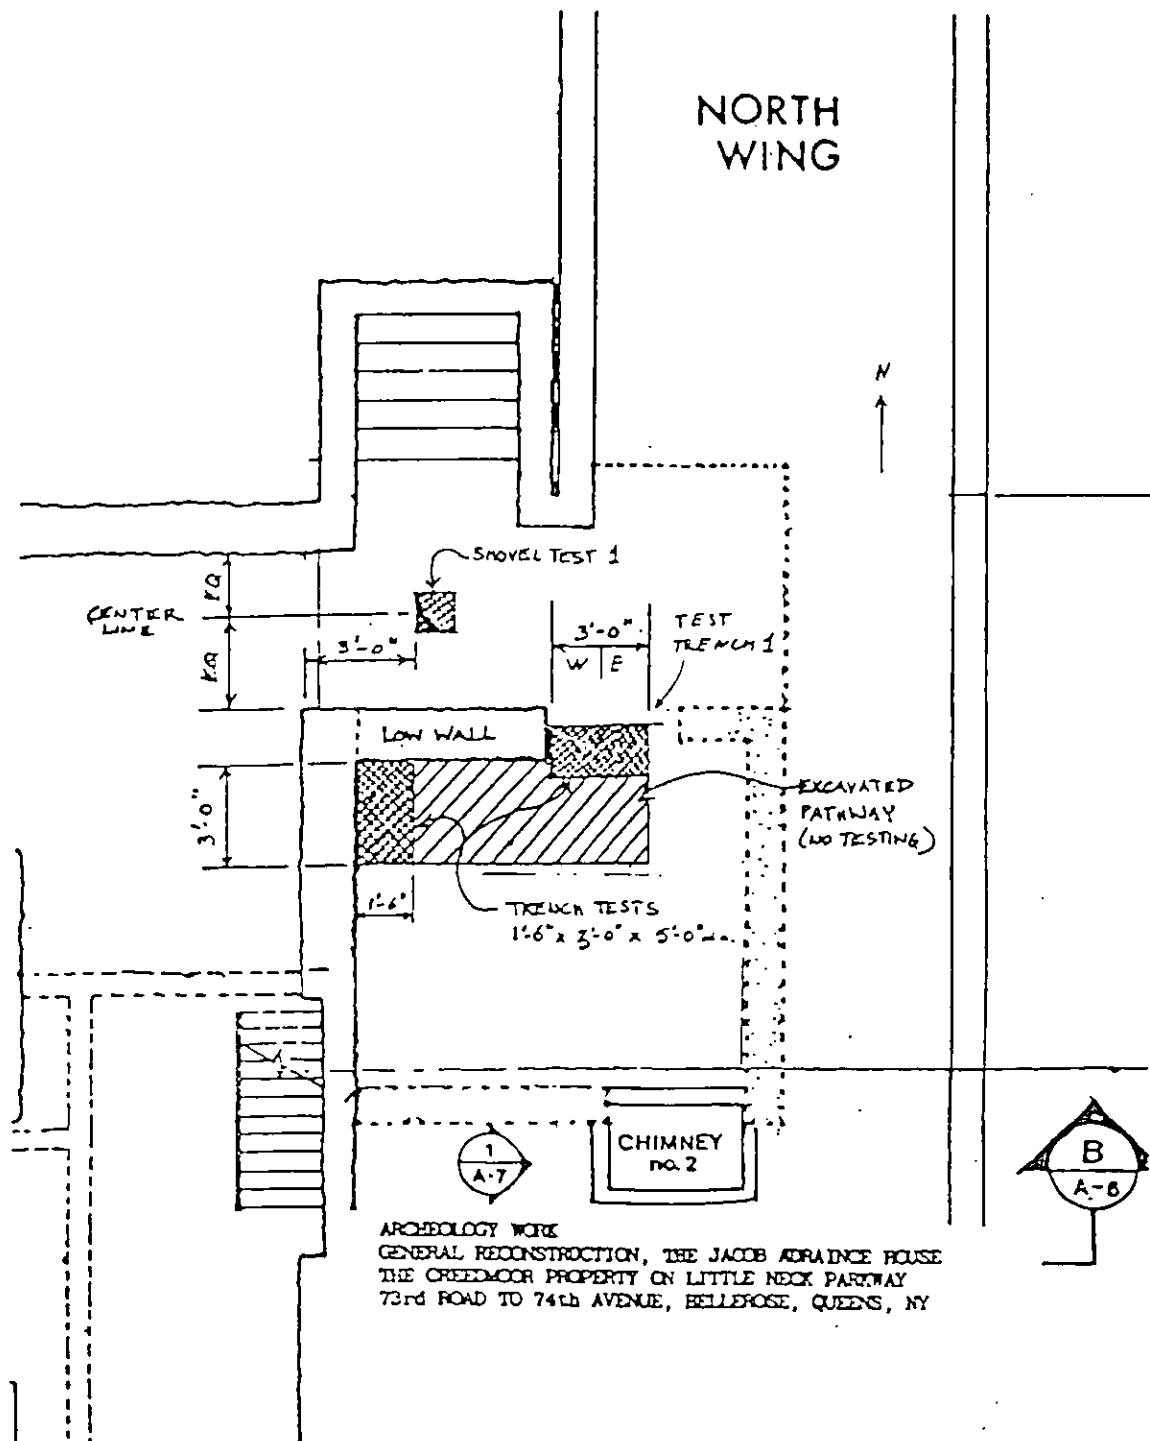 NORTH
WING
N
SHOVEL TEST 1
EQ
CENTER
LINE
3'-0"
EQ
3'-0"
W | E
TEST
TRENCH 1
LOW WALL
3'-0"
EXCAVATED
PATHWAY
(NO TESTING)
1'-6"
TRENCH TESTS
1'-6" x 3'-0" x 5'-0"
CHIMNEY
no. 2
1
A-7
B
A-8
ARCHEOLOGY WORK
GENERAL RECONSTRUCTION, THE JACOB ADRAINCE HOUSE
THE CREEDMOOR PROPERTY ON LITTLE NECK PARKWAY
73rd ROAD TO 74th AVENUE, BELLEROSE, QUEENS, NY